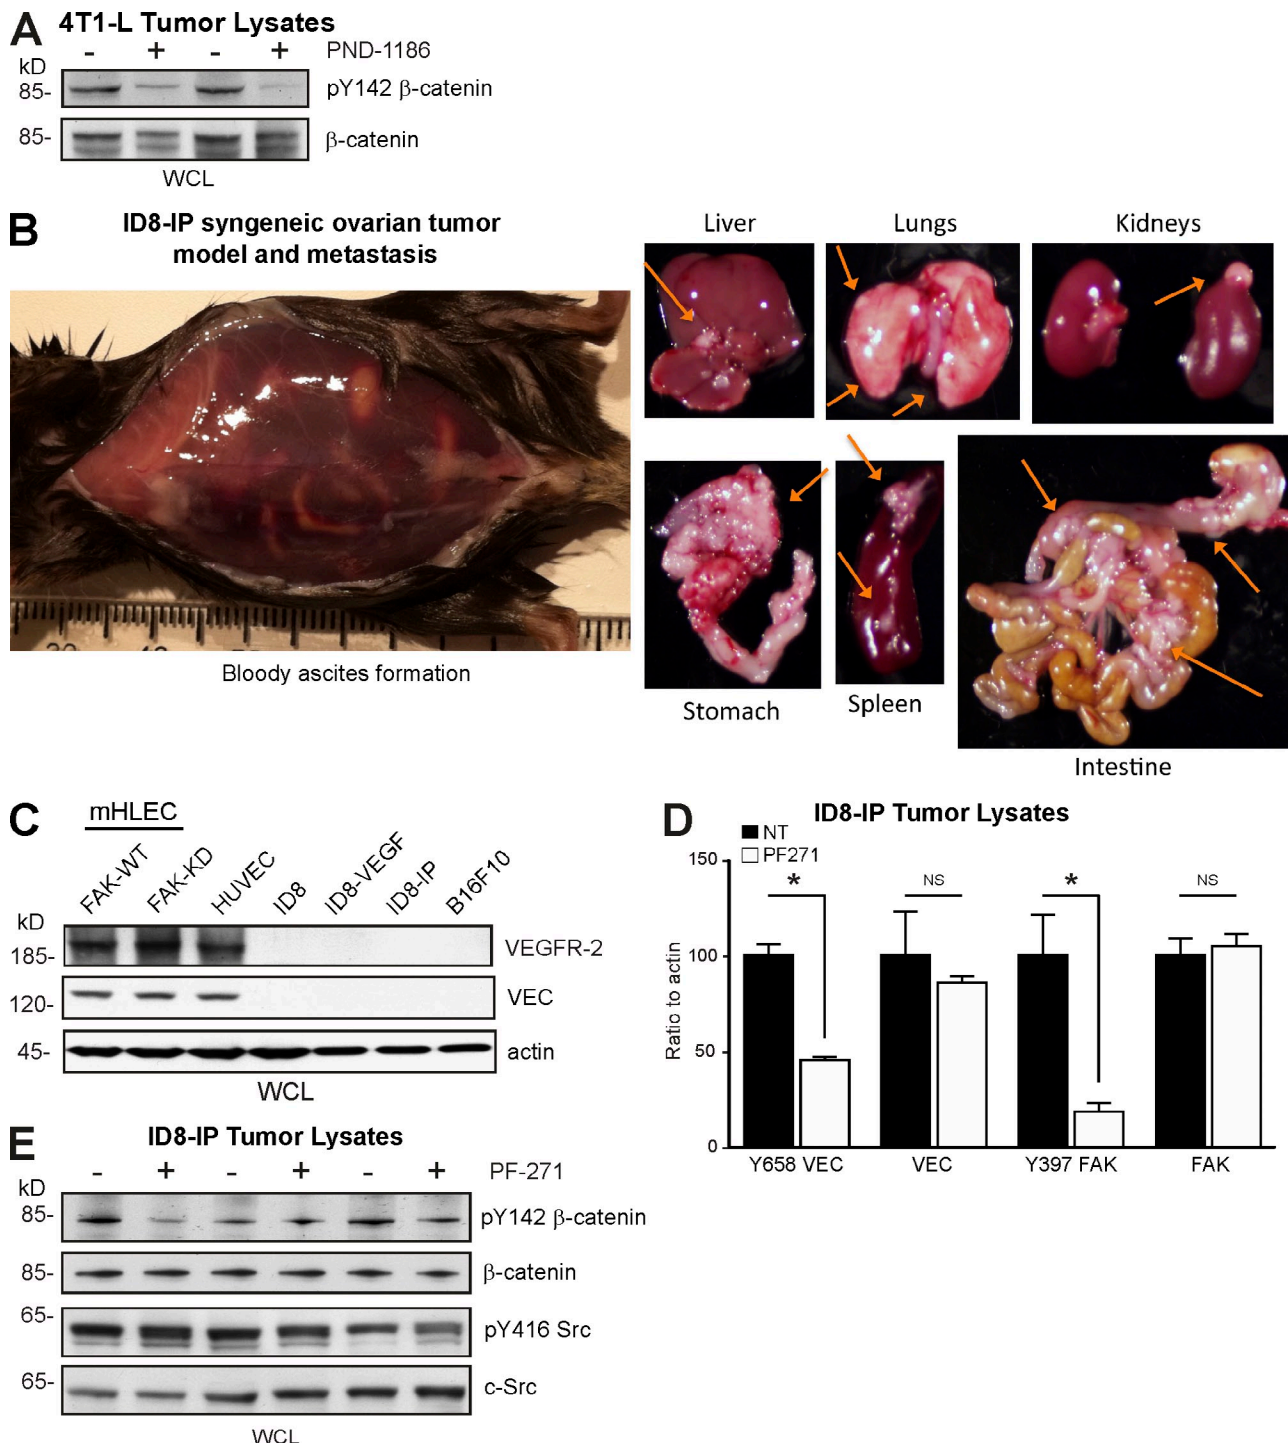 A 4T1-L Tumor Lysates
- + - + PND-1186
kD
85- pY142 β-catenin
85- β-catenin
WCL
B ID8-IP syngeneic ovarian tumor
model and metastasis
Bloody ascites formation
Liver Lungs Kidneys
Stomach Spleen
Intestine
C mHLEC
FAK-WT FAK-KD HUVEC ID8 ID8-VEGF ID8-IP B16F10
kD
185- VEGFR-2
120- VEC
45- actin
WCL
D ID8-IP Tumor Lysates
NT
PF271
Ratio to actin
150
100
50
0
* NS * NS
Y658 VEC VEC Y397 FAK FAK
E ID8-IP Tumor Lysates
- + - + - + PF-271
kD
85- pY142 β-catenin
85- β-catenin
65- pY416 Src
65- c-Src
WCL